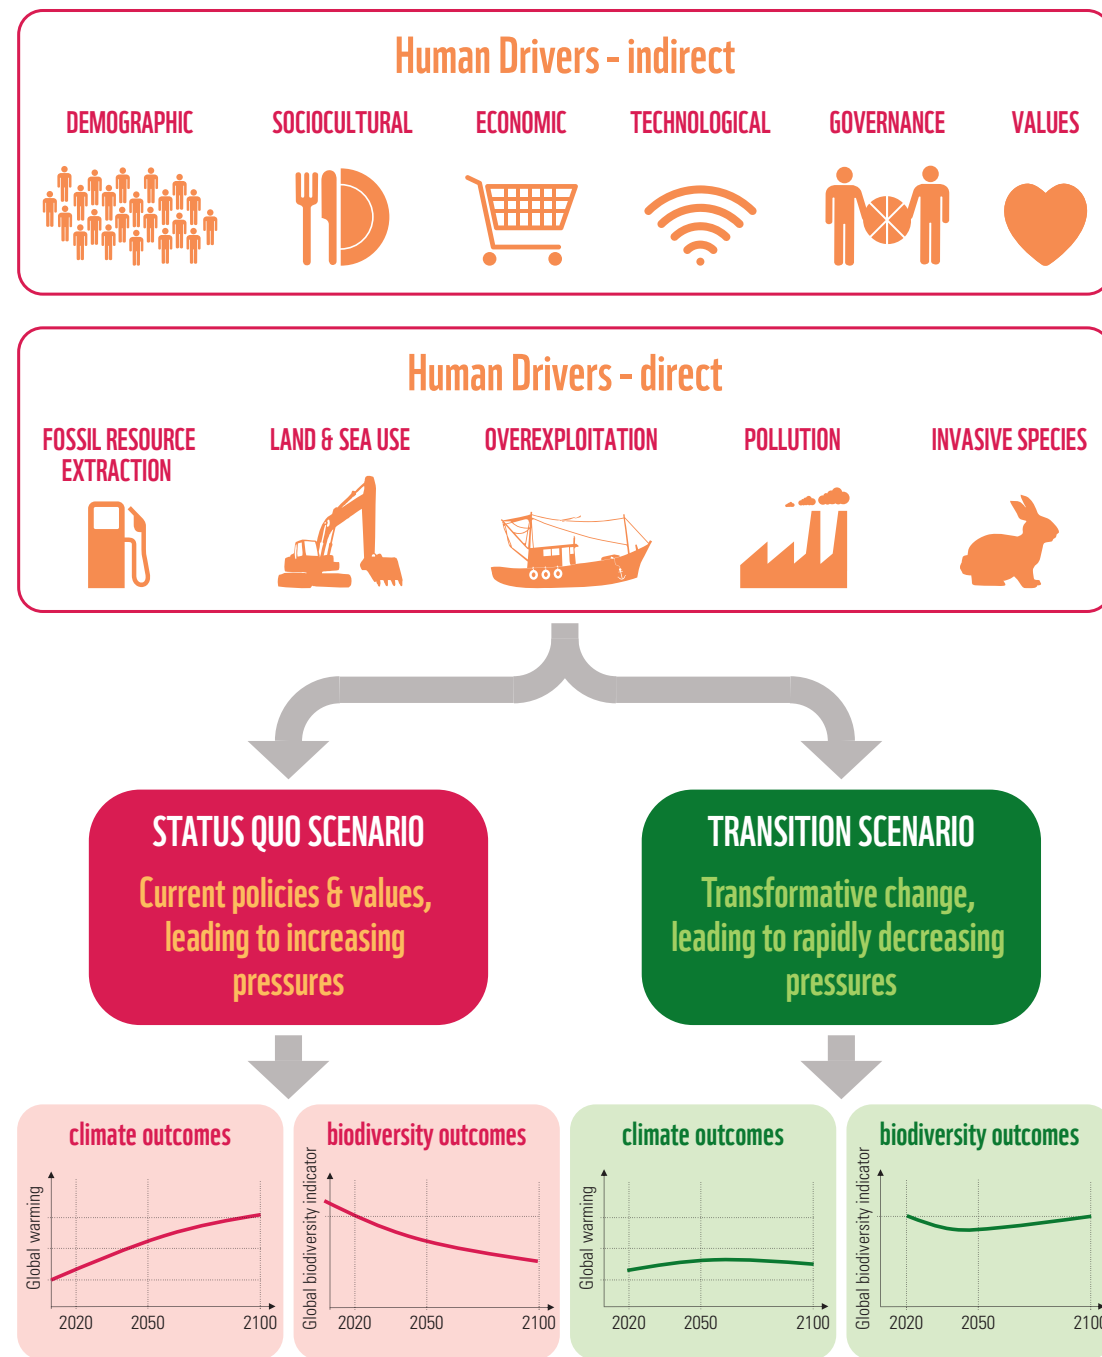 Human Drivers - indirect
DEMOGRAPHIC
SOCIOCULTURAL
ECONOMIC
TECHNOLOGICAL
GOVERNANCE
VALUES
Human Drivers - direct
FOSSIL RESOURCE
EXTRACTION
LAND & SEA USE
OVEREXPLOITATION
POLLUTION
INVASIVE SPECIES
STATUS QUO SCENARIO
Current policies & values,
leading to increasing
pressures
TRANSITION SCENARIO
Transformative change,
leading to rapidly decreasing
pressures
climate outcomes
Global warming
2020 2050 2100
biodiversity outcomes
Global biodiversity indicator
2020 2050 2100
climate outcomes
Global warming
2020 2050 2100
biodiversity outcomes
Global biodiversity indicator
2020 2050 2100